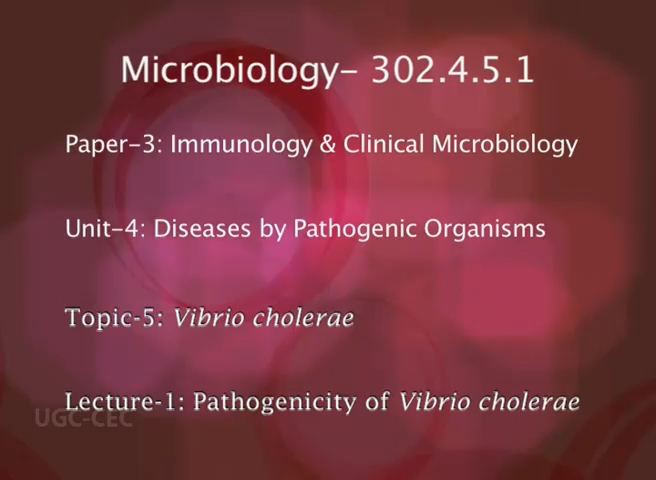 Microbiology– 302.4.5.1
Paper–3: Immunology & Clinical Microbiology
Unit–4: Diseases by Pathogenic Organisms
Topic-5: Vibrio cholerae
Lecture-1: Pathogenicity of Vibrio cholerae
UGC-CEC